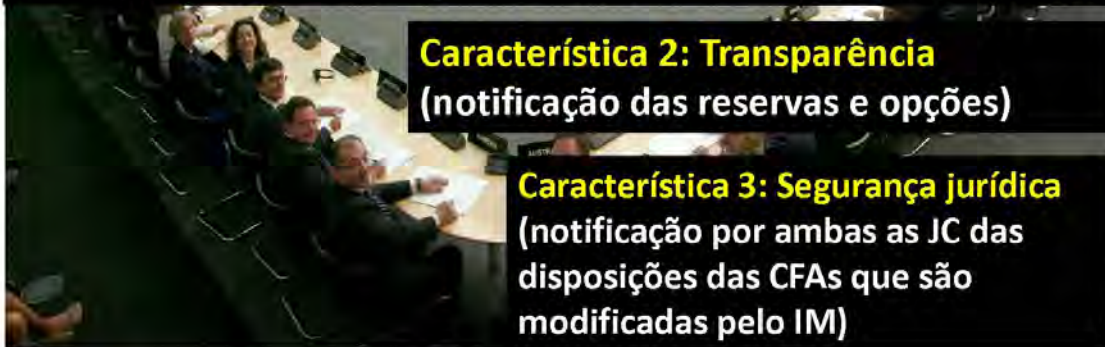 Característica 2: Transparência
(notificação das reservas e opções)
Característica 3: Segurança jurídica
(notificação por ambas as JC das
disposições das CFAs que são
modificadas pelo IM)